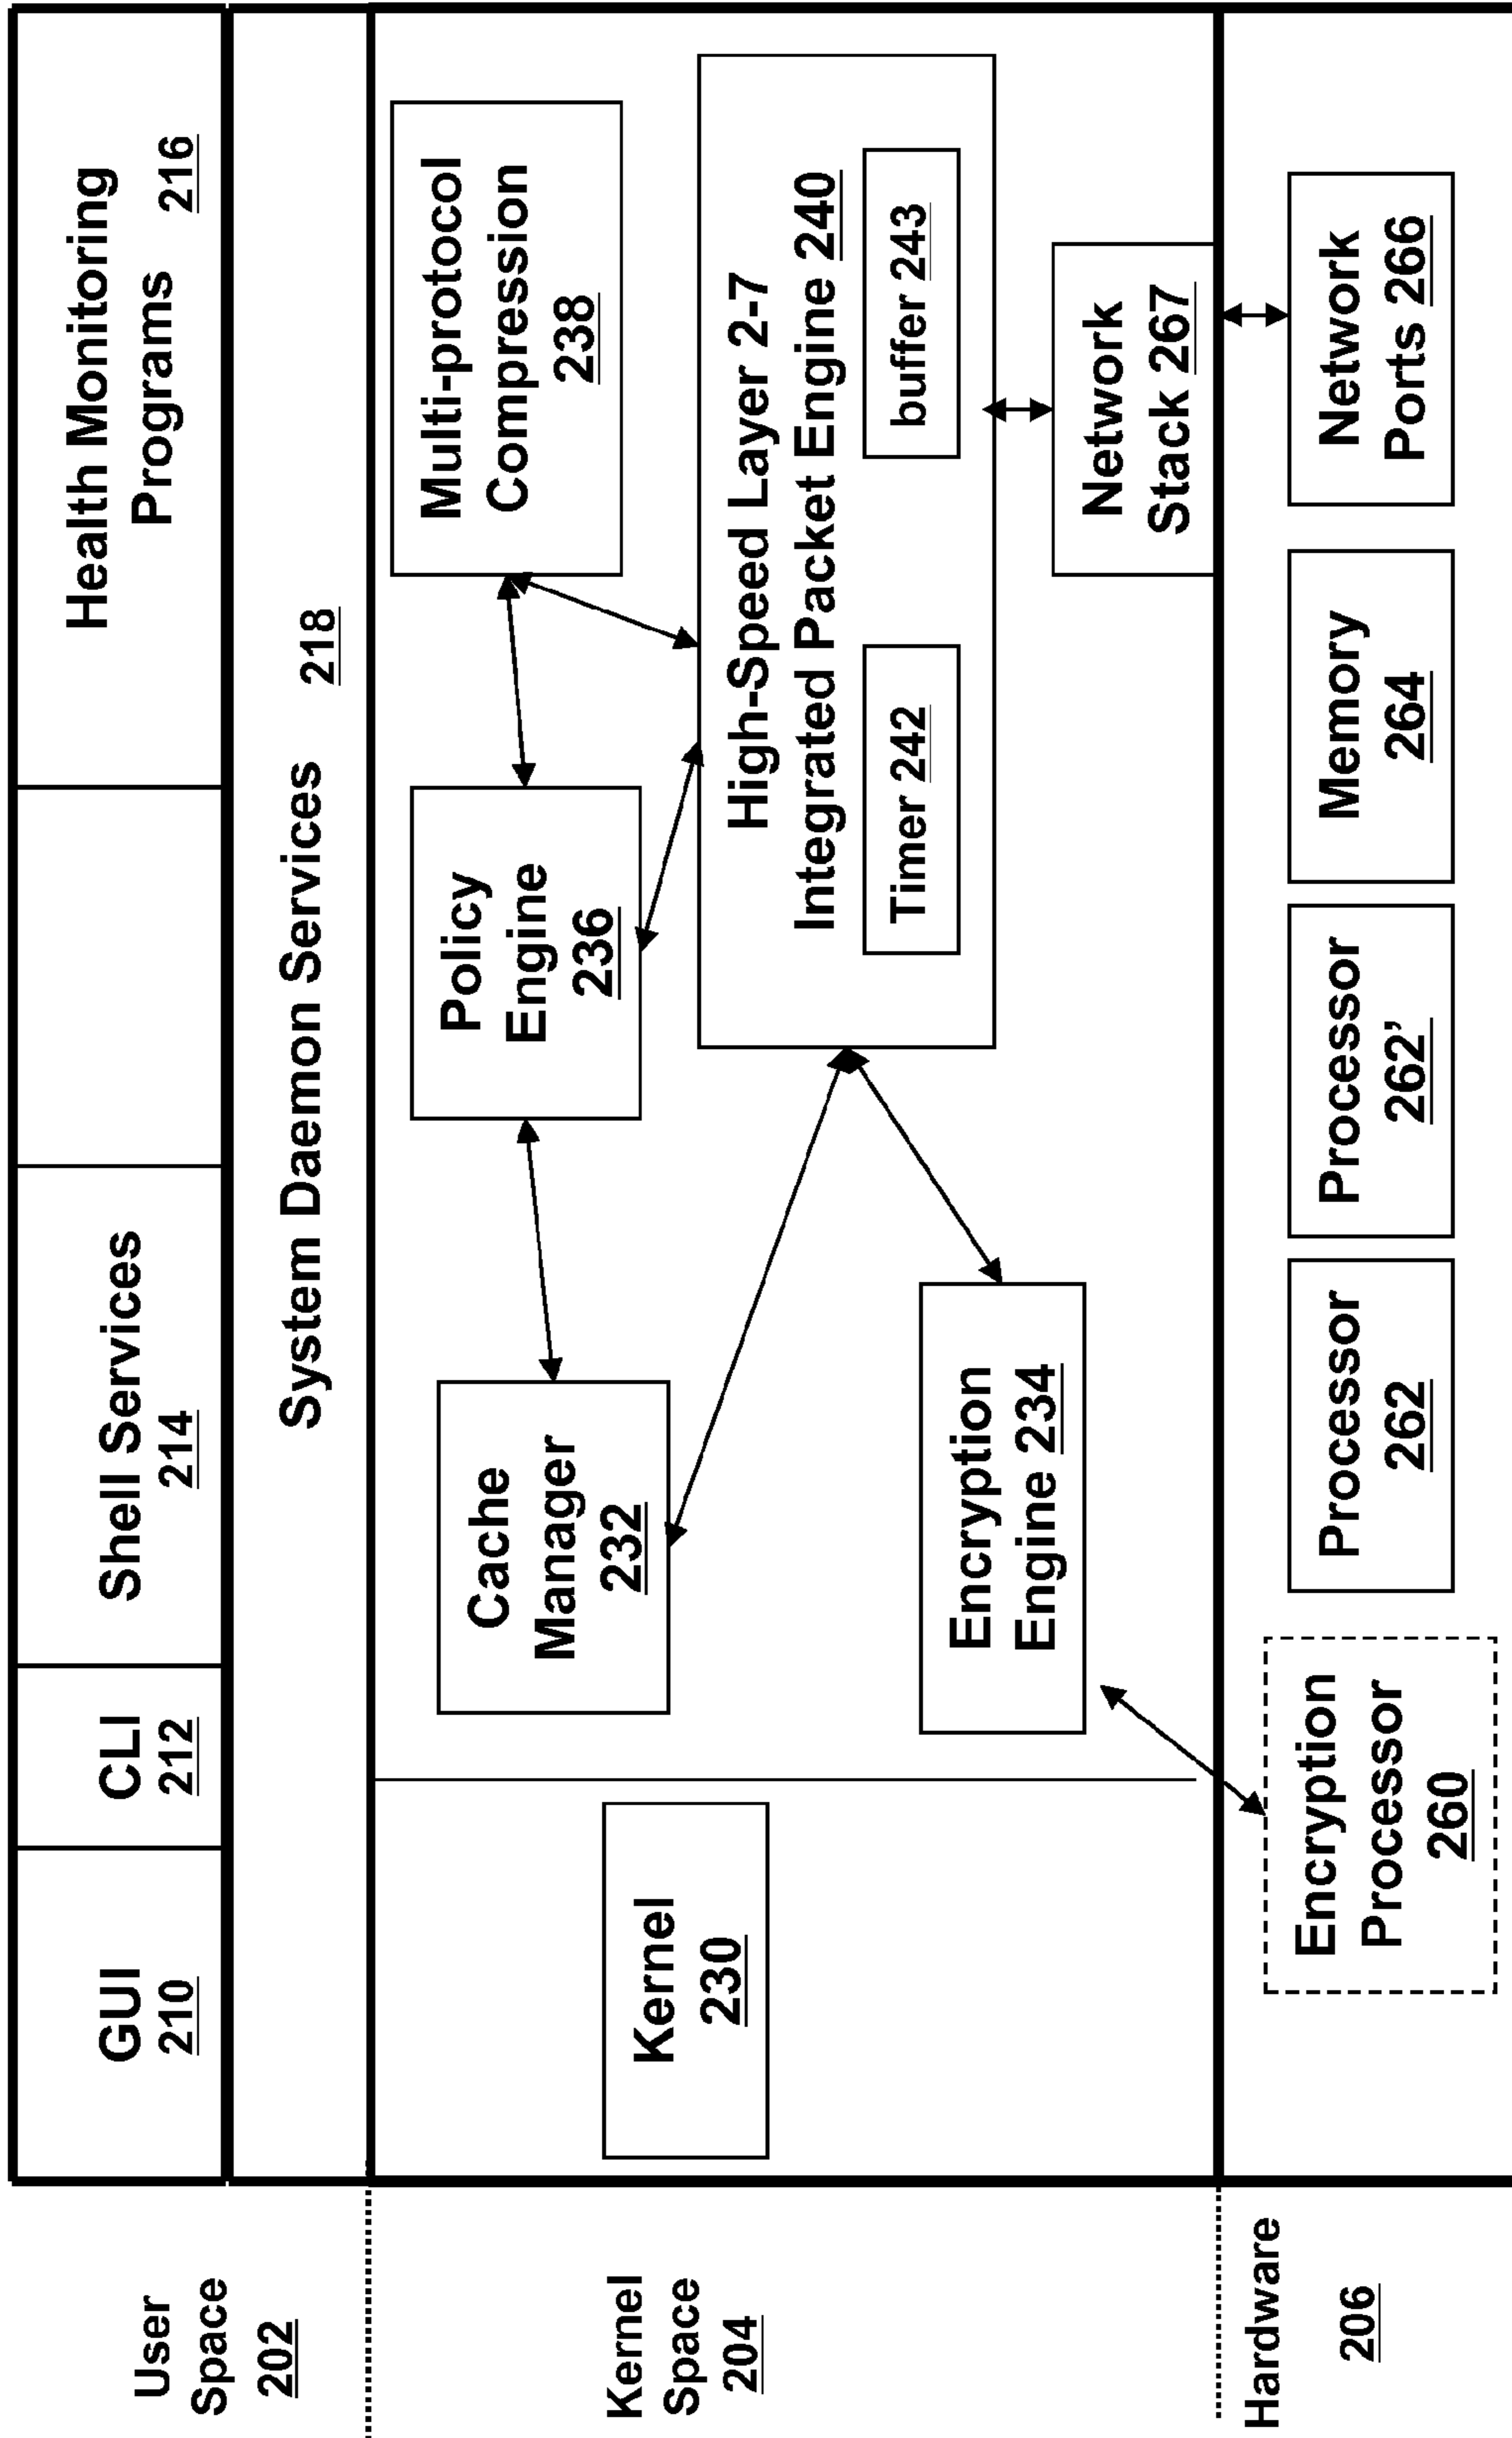 User
Space
202
GUI
210
CLI
212
Shell Services
214
Health Monitoring
Programs 216
System Daemon Services 218
Kernel
Space
204
Kernel
230
Cache
Manager
232
Policy
Engine
236
Multi-protocol
Compression
238
High-Speed Layer 2-7
Integrated Packet Engine 240
Timer 242
buffer 243
Encryption
Engine 234
Network
Stack 267
Hardware
206
Encryption
Processor
260
Processor
262
Processor
262’
Memory
264
Network
Ports 266